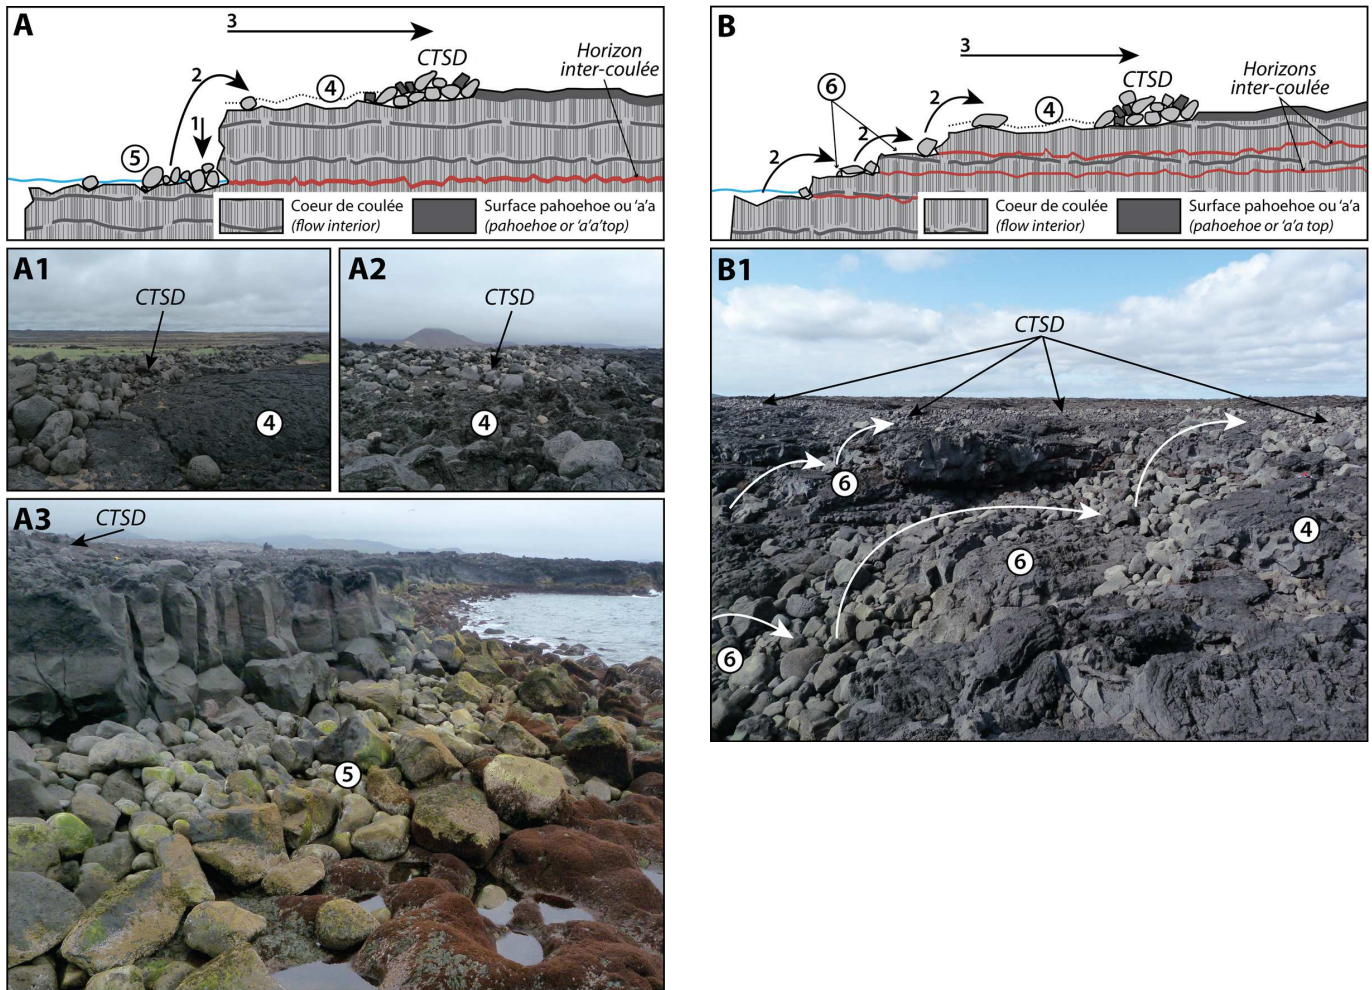 A
3
CTSD
Horizon
inter-coulée
2
4
1
5
Coeur de coulée
(flow interior)
Surface pahoehoe ou ‘a’a
(pahoehoe or ‘a’a’top)
B
3
6
CTSD
Horizons
inter-coulée
2
4
2
2
Coeur de coulée
(flow interior)
Surface pahoehoe ou ‘a’a
(pahoehoe or ‘a’a top)
A1
CTSD
4
A2
CTSD
4
A3
CTSD
5
B1
CTSD
6
4
6
6